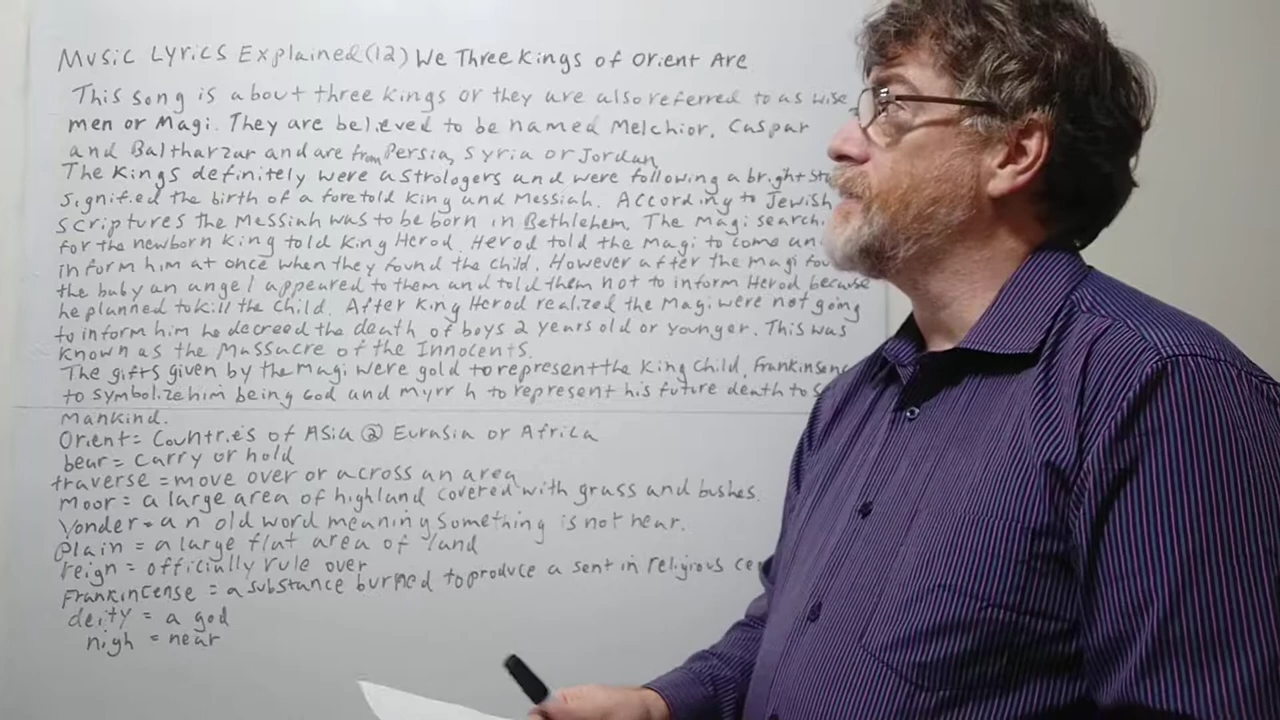 Music Lyrics Explained (12) We Three Kings of Orient Are
This song is about three kings or they are also referred to as wise
men or Magi. They are believed to be named Melchior, Caspar
and Baltharzar and are from Persia, Syria or Jordan
The Kings definitely were astrologers and were following a bright
signified the birth of a foretold King and Messiah. According to Jewish
scriptures the Messiah was to be born in Bethlehem. The Magi search
for the newborn King told King Herod. Herod told the Magi to come
inform him at once when they found the child. However after the Magi
the baby an angel appeared to them and told them not to inform Herod because
he planned to kill the child. After King Herod realized the Magi were not going
to inform him he decreed the death of boys 2 years old or younger. This was
known as the Massacre of the Innocents.
The gifts given by the Magi were gold to represent the King child, Frankinsenc
to symbolize him being God and myrrh to represent his future death to
Mankind.
Orient = Countries of Asia @ Eurasia or Africa
bear = carry or hold
traverse = move over or across an area
Moor = a large area of highland covered with grass and bushes.
Yonder = an old word meaning something is not near.
plain = a large flat area of land
reign = officially rule over
Frankincense = a substance burned to produce a sent in religious
deity = a god
nigh = near